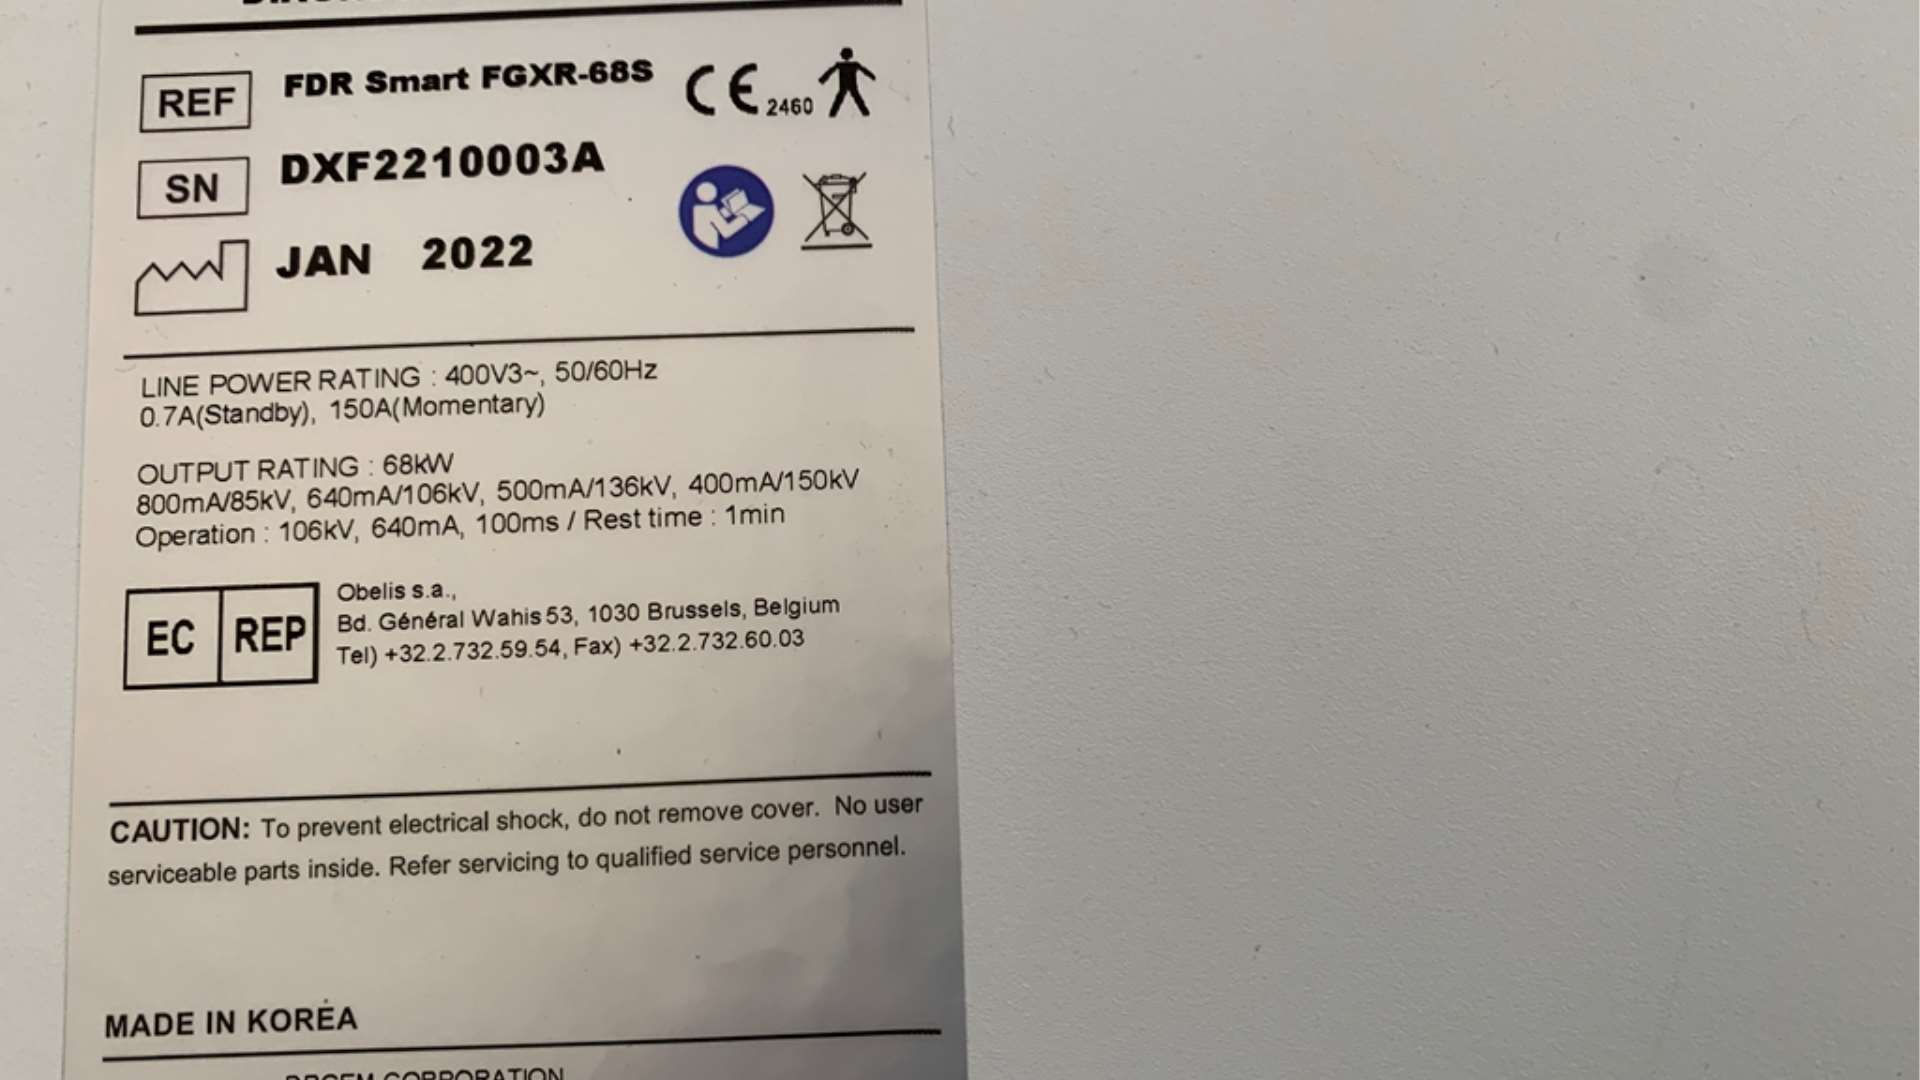 REF FDR Smart FGXR-68S CE 2460
SN DXF2210003A
JAN 2022
LINE POWER RATING : 400V3~, 50/60Hz
0.7A(Standby), 150A(Momentary)
OUTPUT RATING : 68kW
800mA/85kV, 640mA/106kV, 500mA/136kV, 400mA/150kV
Operation : 106kV, 640mA, 100ms / Rest time : 1min
EC REP
Obelis s.a.,
Bd. Général Wahis 53, 1030 Brussels, Belgium
Tel) +32.2.732.59.54, Fax) +32.2.732.60.03
CAUTION: To prevent electrical shock, do not remove cover. No user
serviceable parts inside. Refer servicing to qualified service personnel.
MADE IN KOREA
CORPORATION